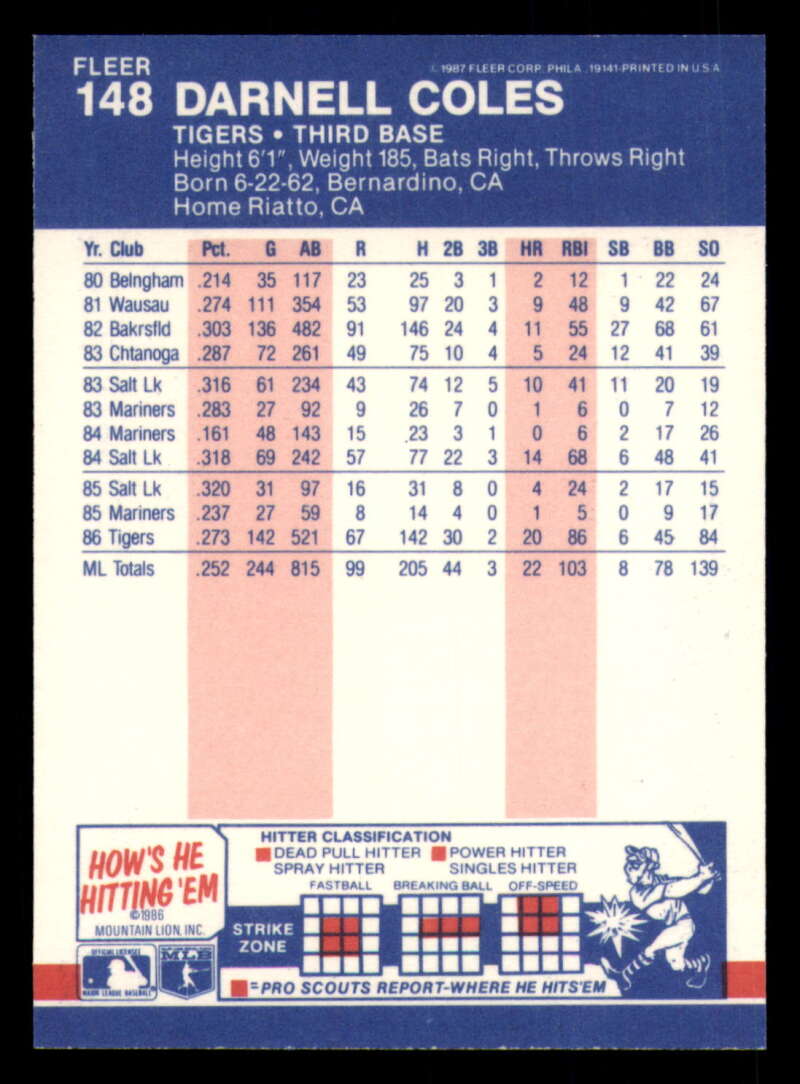 FLEER
© 1987 FLEER CORP. PHILA., 19141-PRINTED IN U.S.A.
148 DARNELL COLES
TIGERS • THIRD BASE
Height 6'1", Weight 185, Bats Right, Throws Right
Born 6-22-62, Bernardino, CA
Home Riatto, CA
Yr. Club Pct. G AB R H 2B 3B HR RBI SB BB SO
80 Belngham .214 35 117 23 25 3 1 2 12 1 22 24
81 Wausau .274 111 354 53 97 20 3 9 48 9 42 67
82 Bakrsfld .303 136 482 91 146 24 4 11 55 27 68 61
83 Chtanoga .287 72 261 49 75 10 4 5 24 12 41 39
83 Salt Lk .316 61 234 43 74 12 5 10 41 11 20 19
83 Mariners .283 27 92 9 26 7 0 1 6 0 7 12
84 Mariners .161 48 143 15 23 3 1 0 6 2 17 26
84 Salt Lk .318 69 242 57 77 22 3 14 68 6 48 41
85 Salt Lk .320 31 97 16 31 8 0 4 24 2 17 15
85 Mariners .237 27 59 8 14 4 0 1 5 0 9 17
86 Tigers .273 142 521 67 142 30 2 20 86 6 45 84
ML Totals .252 244 815 99 205 44 3 22 103 8 78 139
HOW'S HE
HITTING 'EM
©1986
MOUNTAIN LION, INC.
OFFICIAL LICENSEE
MAJOR LEAGUE BASEBALL
MLB
HITTER CLASSIFICATION
DEAD PULL HITTER POWER HITTER
SPRAY HITTER SINGLES HITTER
FASTBALL BREAKING BALL OFF-SPEED
STRIKE
ZONE
=PRO SCOUTS REPORT-WHERE HE HITS'EM